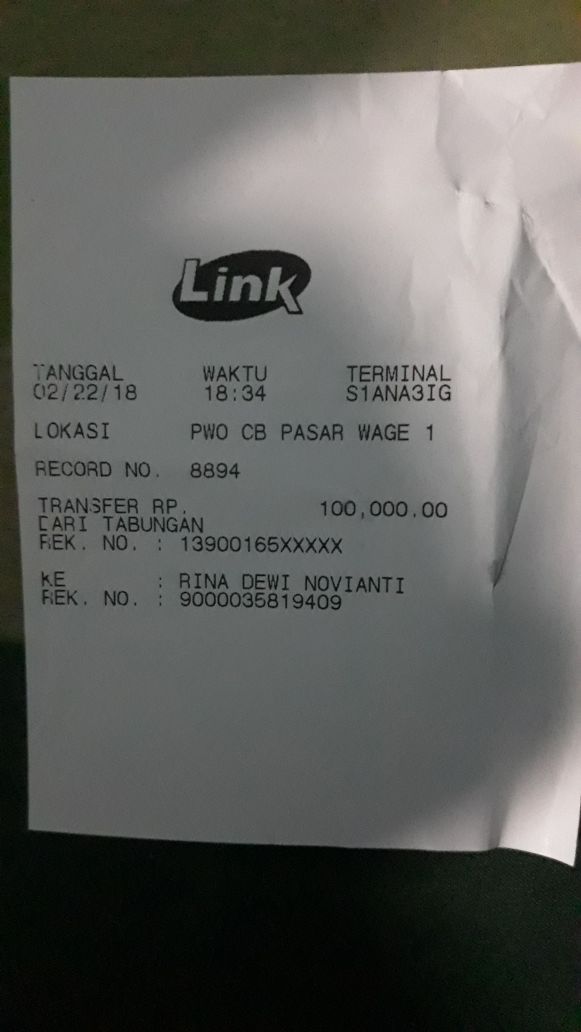 Link
TANGGAL WAKTU TERMINAL
02/22/18 18:34 S1ANA3IG
LOKASI PWO CB PASAR WAGE 1
RECORD NO. 8894
TRANSFER RP. 100,000.00
DARI TABUNGAN
REK. NO. : 13900165XXXXX
KE : RINA DEWI NOVIANTI
REK. NO. : 9000035819409